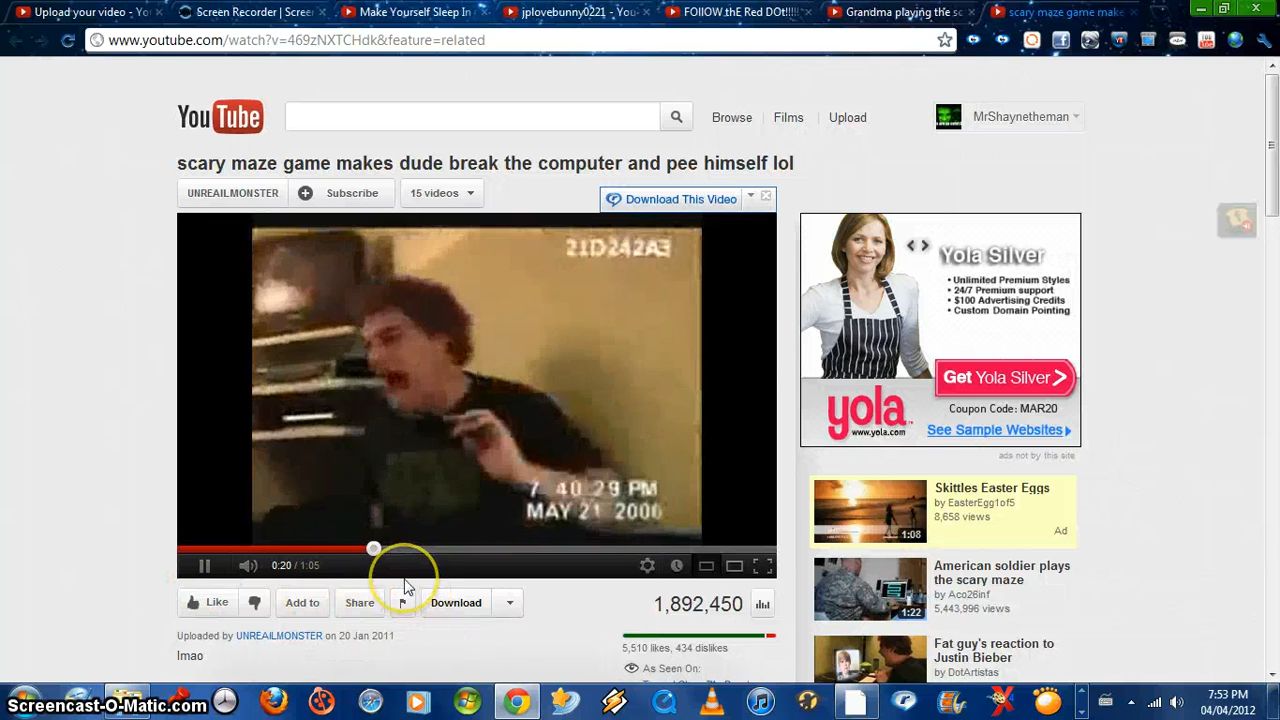 Upload your video -
Screen Recorder | Screer
Make Yourself Sleep In
jplovebunny0221 - You
FOllOW.thE Red DOt!!!!!
Grandma playing the sc
scary maze game make
www.youtube.com/watch?v=469zNXTCHdk&feature=related
YouTube
Browse
Films
Upload
MrShaynetheman
scary maze game makes dude break the computer and pee himself lol
UNREAILMONSTER
Subscribe
15 videos
Download This Video
21D242A3
7:40:29 PM
MAY 21 2006
0:20 / 1:05
Yola Silver
• Unlimited Premium Styles
• 24/7 Premium support
• $100 Advertising Credits
• Custom Domain Pointing
Get Yola Silver >
Coupon Code: MAR20
yola
www.yola.com
See Sample Websites
ads not by this site
Like
Add to
Share
Download
1,892,450
Uploaded by UNREAILMONSTER on 20 Jan 2011
lmao
5,510 likes, 434 dislikes
As Seen On:
Skittles Easter Eggs
by EasterEgg1of5
8,658 views
Ad
1:08
American soldier plays
the scary maze
by Aco26inf
5,443,996 views
1:22
Fat guy's reaction to
Justin Bieber
by DotArtistas
Screencast-O-Matic.com
7:53 PM
04/04/2012